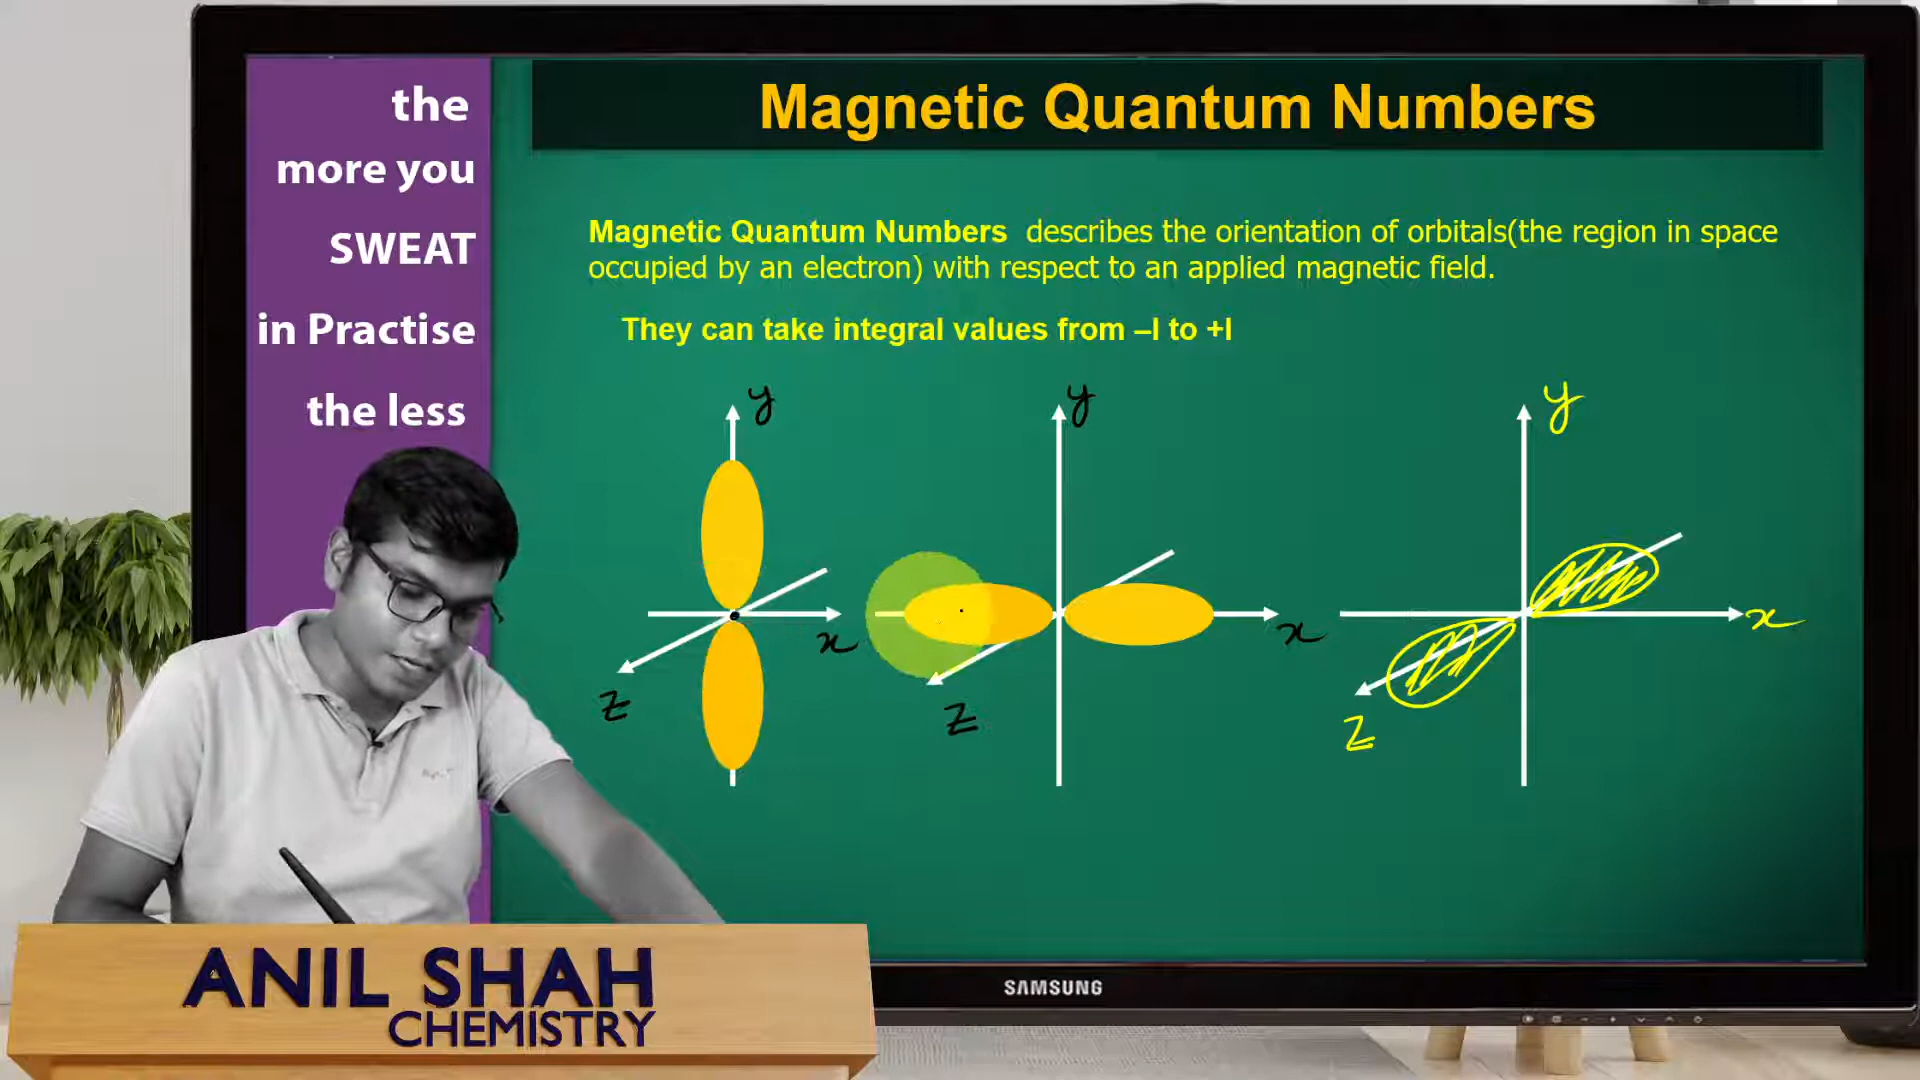 the
more you
SWEAT
in Practise
the less
Magnetic Quantum Numbers
Magnetic Quantum Numbers describes the orientation of orbitals(the region in space
occupied by an electron) with respect to an applied magnetic field.
They can take integral values from –l to +l
y
x
z
y
x
z
y
x
z
ANIL SHAH
CHEMISTRY
SAMSUNG